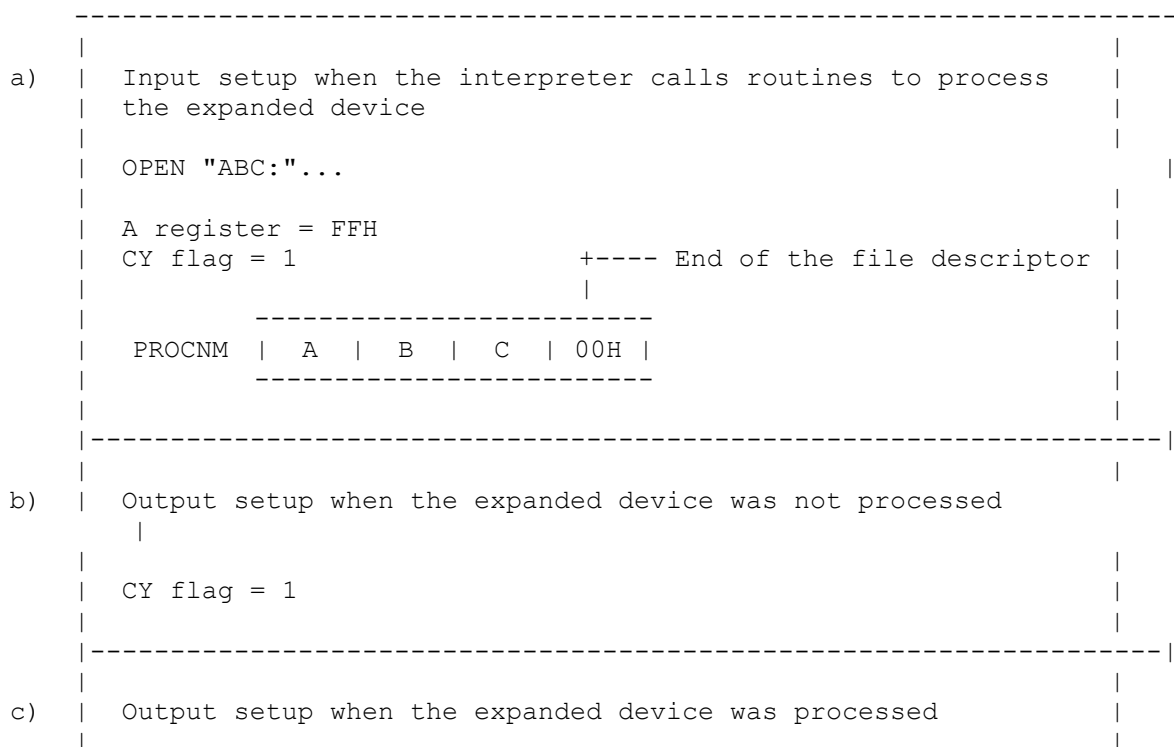 -------------------------------------------------------------------
| |
a) | Input setup when the interpreter calls routines to process |
| the expanded device |
| |
| OPEN "ABC:"... |
| |
| A register = FFH |
| CY flag = 1 +---- End of the file descriptor |
| | |
| ------------------------- |
| PROCNM | A | B | C | 00H | |
| ------------------------- |
| |
|-------------------------------------------------------------------|
| |
b) | Output setup when the expanded device was not processed
|
| |
| CY flag = 1 |
| |
|-------------------------------------------------------------------|
| |
c) | Output setup when the expanded device was processed |
| |